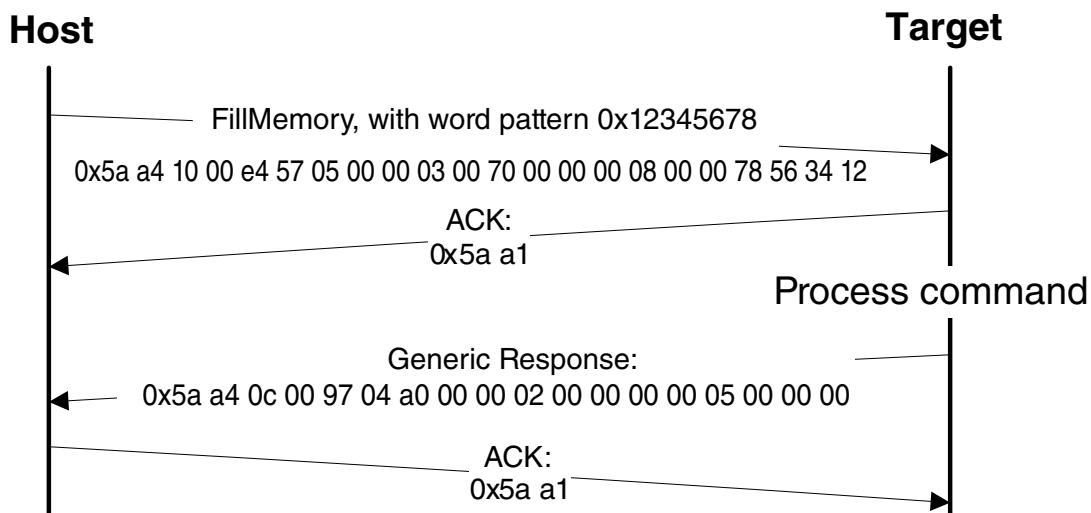 Host
Target
FillMemory, with word pattern 0x12345678
0x5a a4 10 00 e4 57 05 00 00 03 00 70 00 00 00 08 00 00 78 56 34 12
ACK:
0x5a a1
Process command
Generic Response:
0x5a a4 0c 00 97 04 a0 00 00 02 00 00 00 00 05 00 00 00
ACK:
0x5a a1